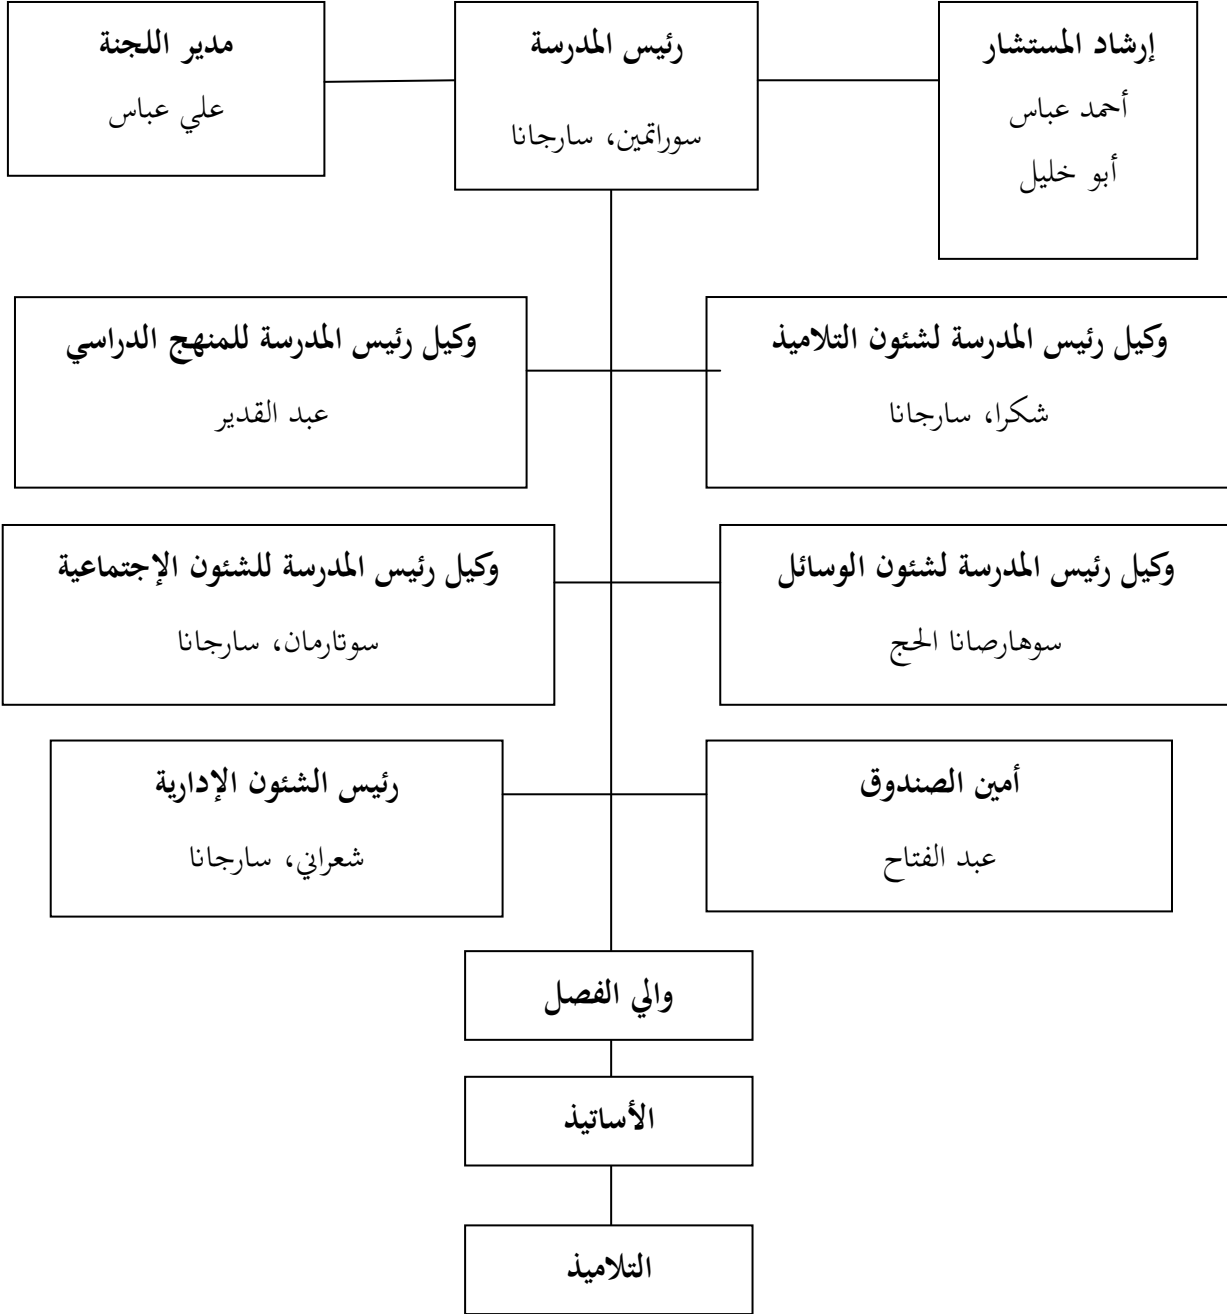 إرشاد المستشار
أحمد عباس
أبو خليل
رئيس المدرسة
سوراتمين، سارجانا
مدير اللجنة
علي عباس
وكيل رئيس المدرسة لشئون التلاميذ
شكرا، سارجانا
وكيل رئيس المدرسة للمنهج الدراسي
عبد القدير
وكيل رئيس المدرسة لشئون الوسائل
سوهارصانا الحج
وكيل رئيس المدرسة للشئون الإجتماعية
سوتارمان، سارجانا
أمين الصندوق
عبد الفتاح
رئيس الشئون الإدارية
شعراني، سارجانا
والي الفصل
الأساتيذ
التلاميذ